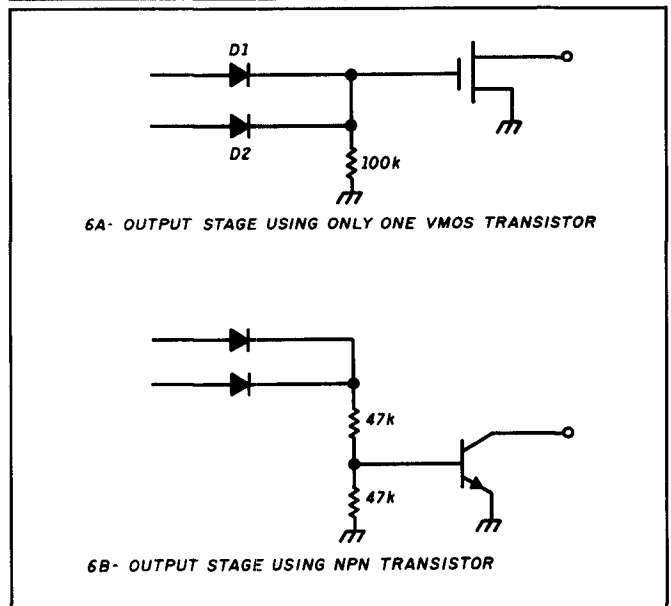 D1
D2
100k
6A- OUTPUT STAGE USING ONLY ONE VMOS TRANSISTOR
47k
47k
6B- OUTPUT STAGE USING NPN TRANSISTOR